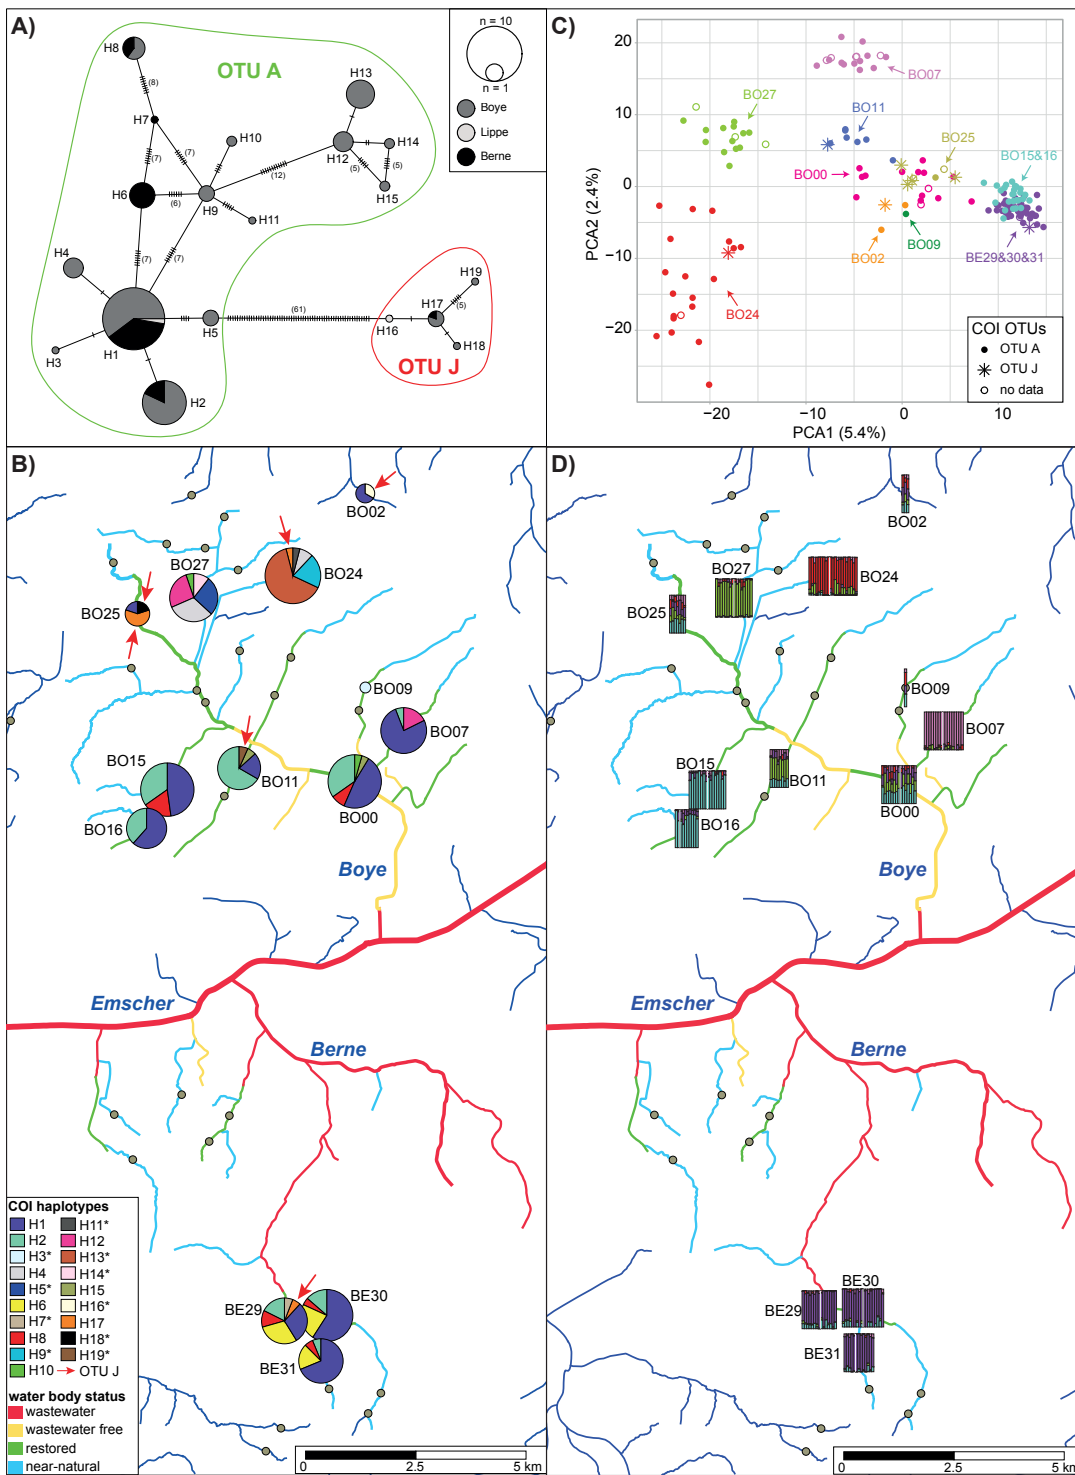 A)
OTU A
H8
(8)
H7
(7)
(7)
H10
H13
H14
H12
(5)
(5)
H15
(12)
H6
(6)
H9
H11
(7)
(7)
H4
H1
H3
H5
(61)
H16
H17
H19
(5)
H18
H2
OTU J
n = 10
n = 1
Boye
Lippe
Berne
C)
20
10
0
−10
−20
PCA2 (2.4%)
−20
−10
0
10
PCA1 (5.4%)
BO07
BO27
BO11
BO25
BO15&16
BO00
BO02
BO09
BE29&30&31
BO24
COI OTUs
OTU A
OTU J
no data
B)
BO02
BO27
BO24
BO25
BO09
BO07
BO15
BO11
BO16
BO00
Boye
Emscher
Berne
BE29
BE30
BE31
COI haplotypes
H1
H2
H3*
H4
H5*
H6
H7*
H8
H9*
H10
H11*
H12
H13*
H14*
H15
H16*
H17
H18*
H19*
OTU J
water body status
wastewater
wastewater free
restored
near-natural
0
2.5
5 km
D)
BO02
BO27
BO24
BO25
BO09
BO07
BO15
BO11
BO16
BO00
Boye
Emscher
Berne
BE30
BE29
BE31
0
2.5
5 km